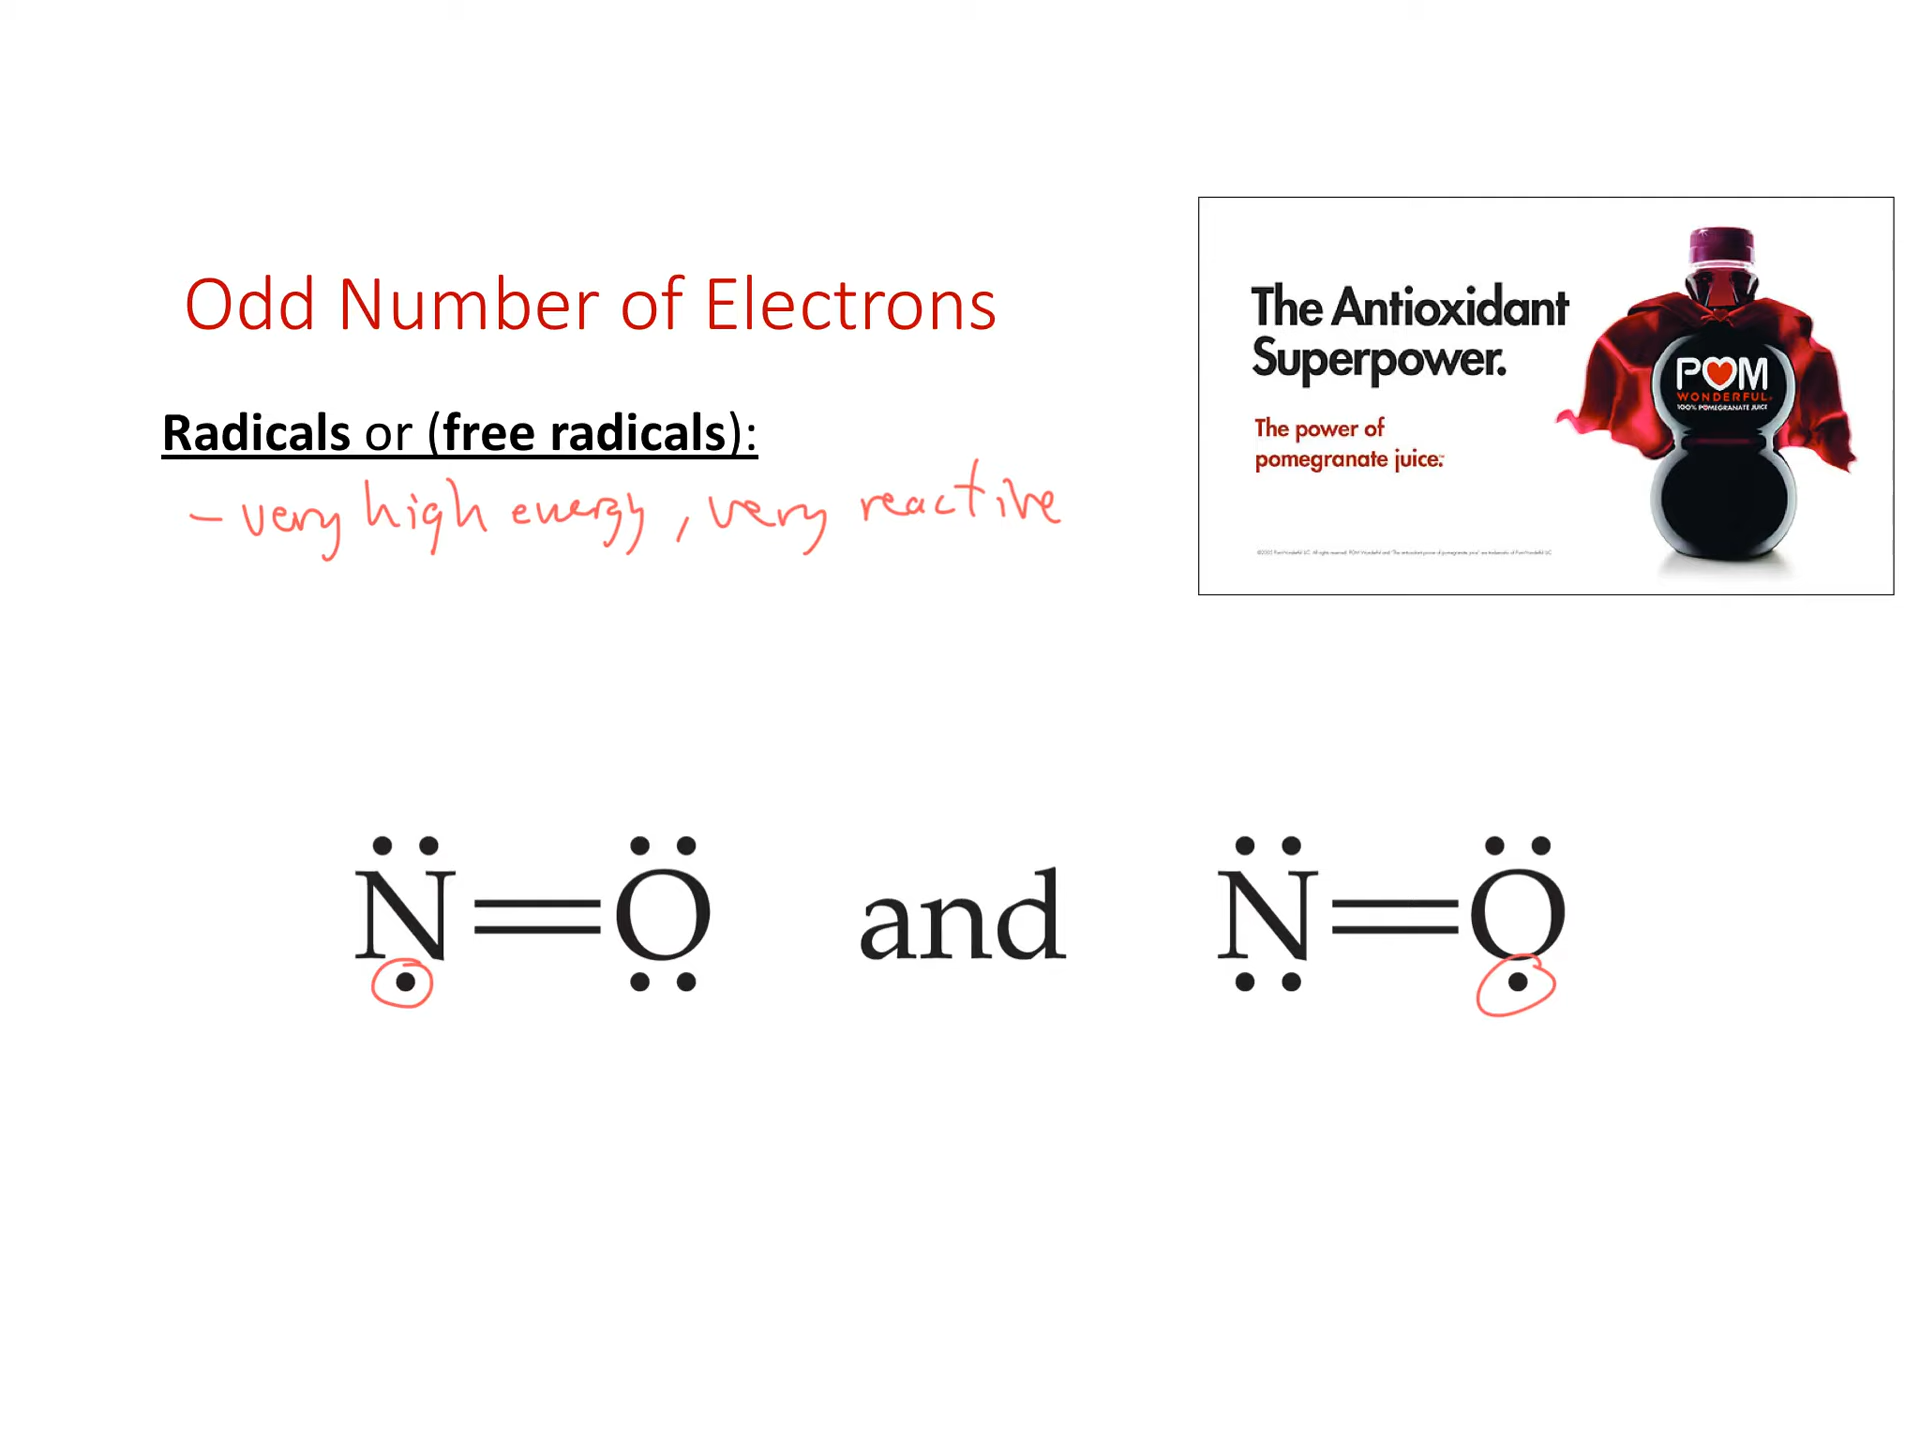 Odd Number of Electrons
Radicals or (free radicals):
- very high energy, very reactive
The Antioxidant
Superpower.
The power of
pomegranate juice.
POM
WONDERFUL
100% POMEGRANATE JUICE
N=O and N=O